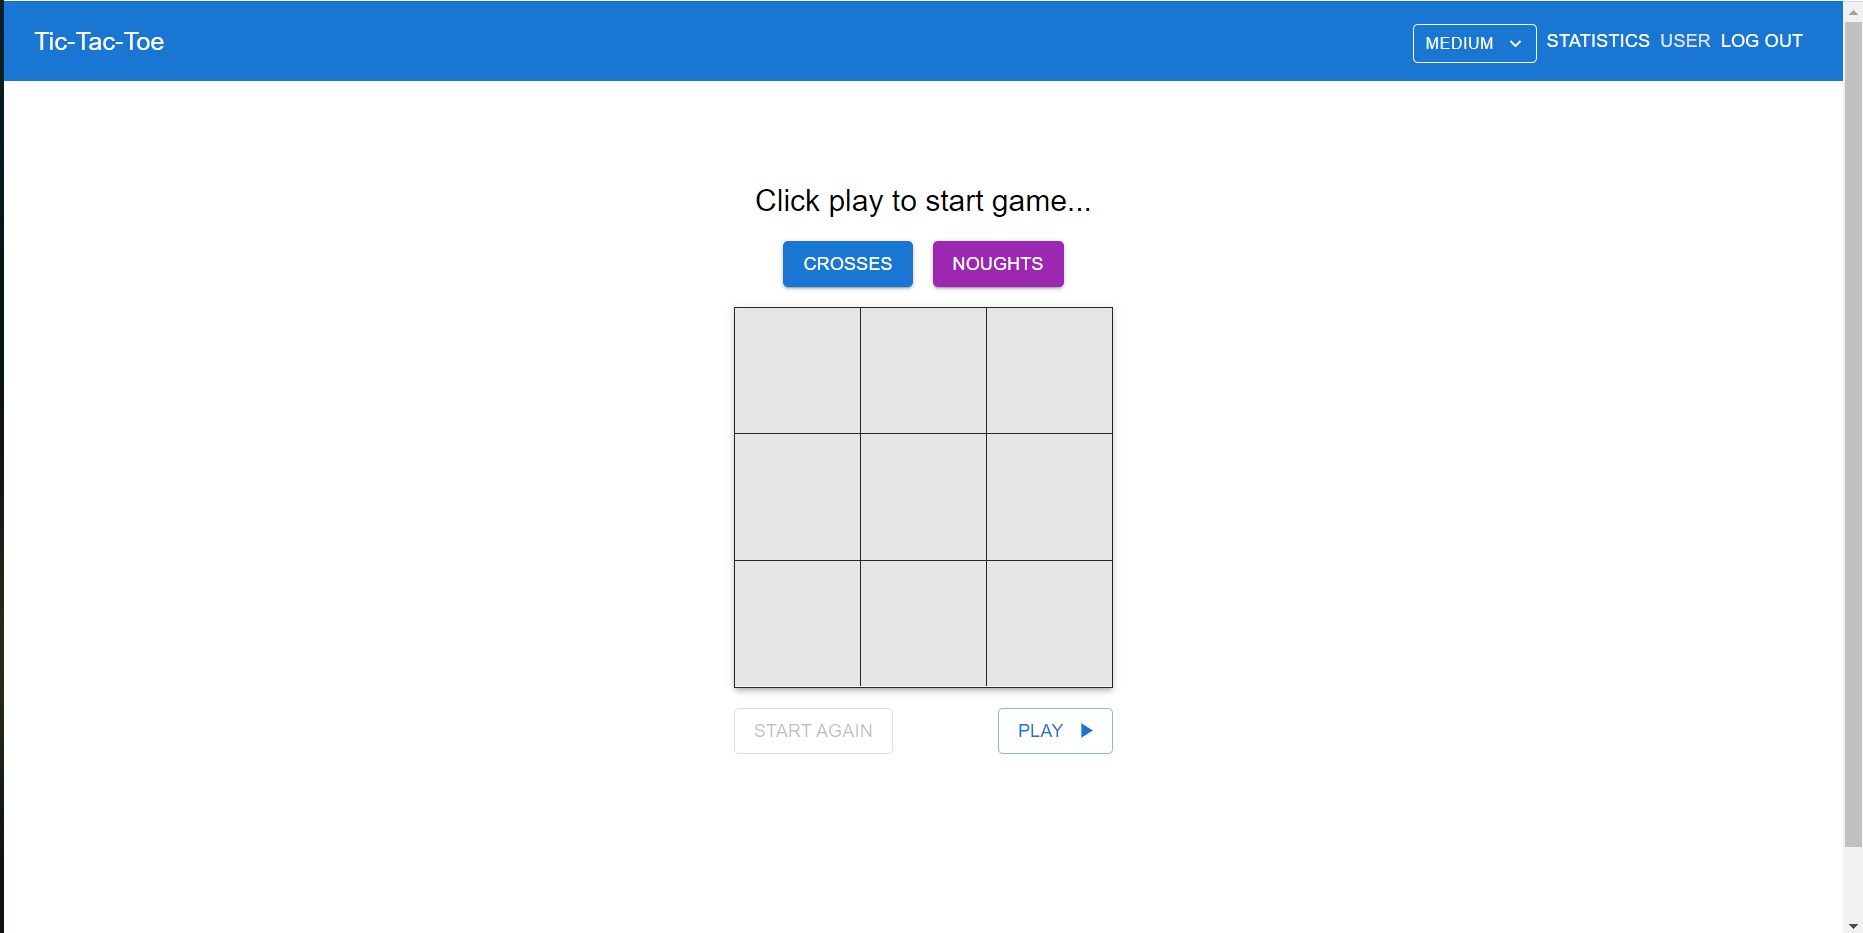 Tic-Tac-Toe
MEDIUM STATISTICS USER LOG OUT
Click play to start game...
CROSSES NOUGHTS
START AGAIN PLAY